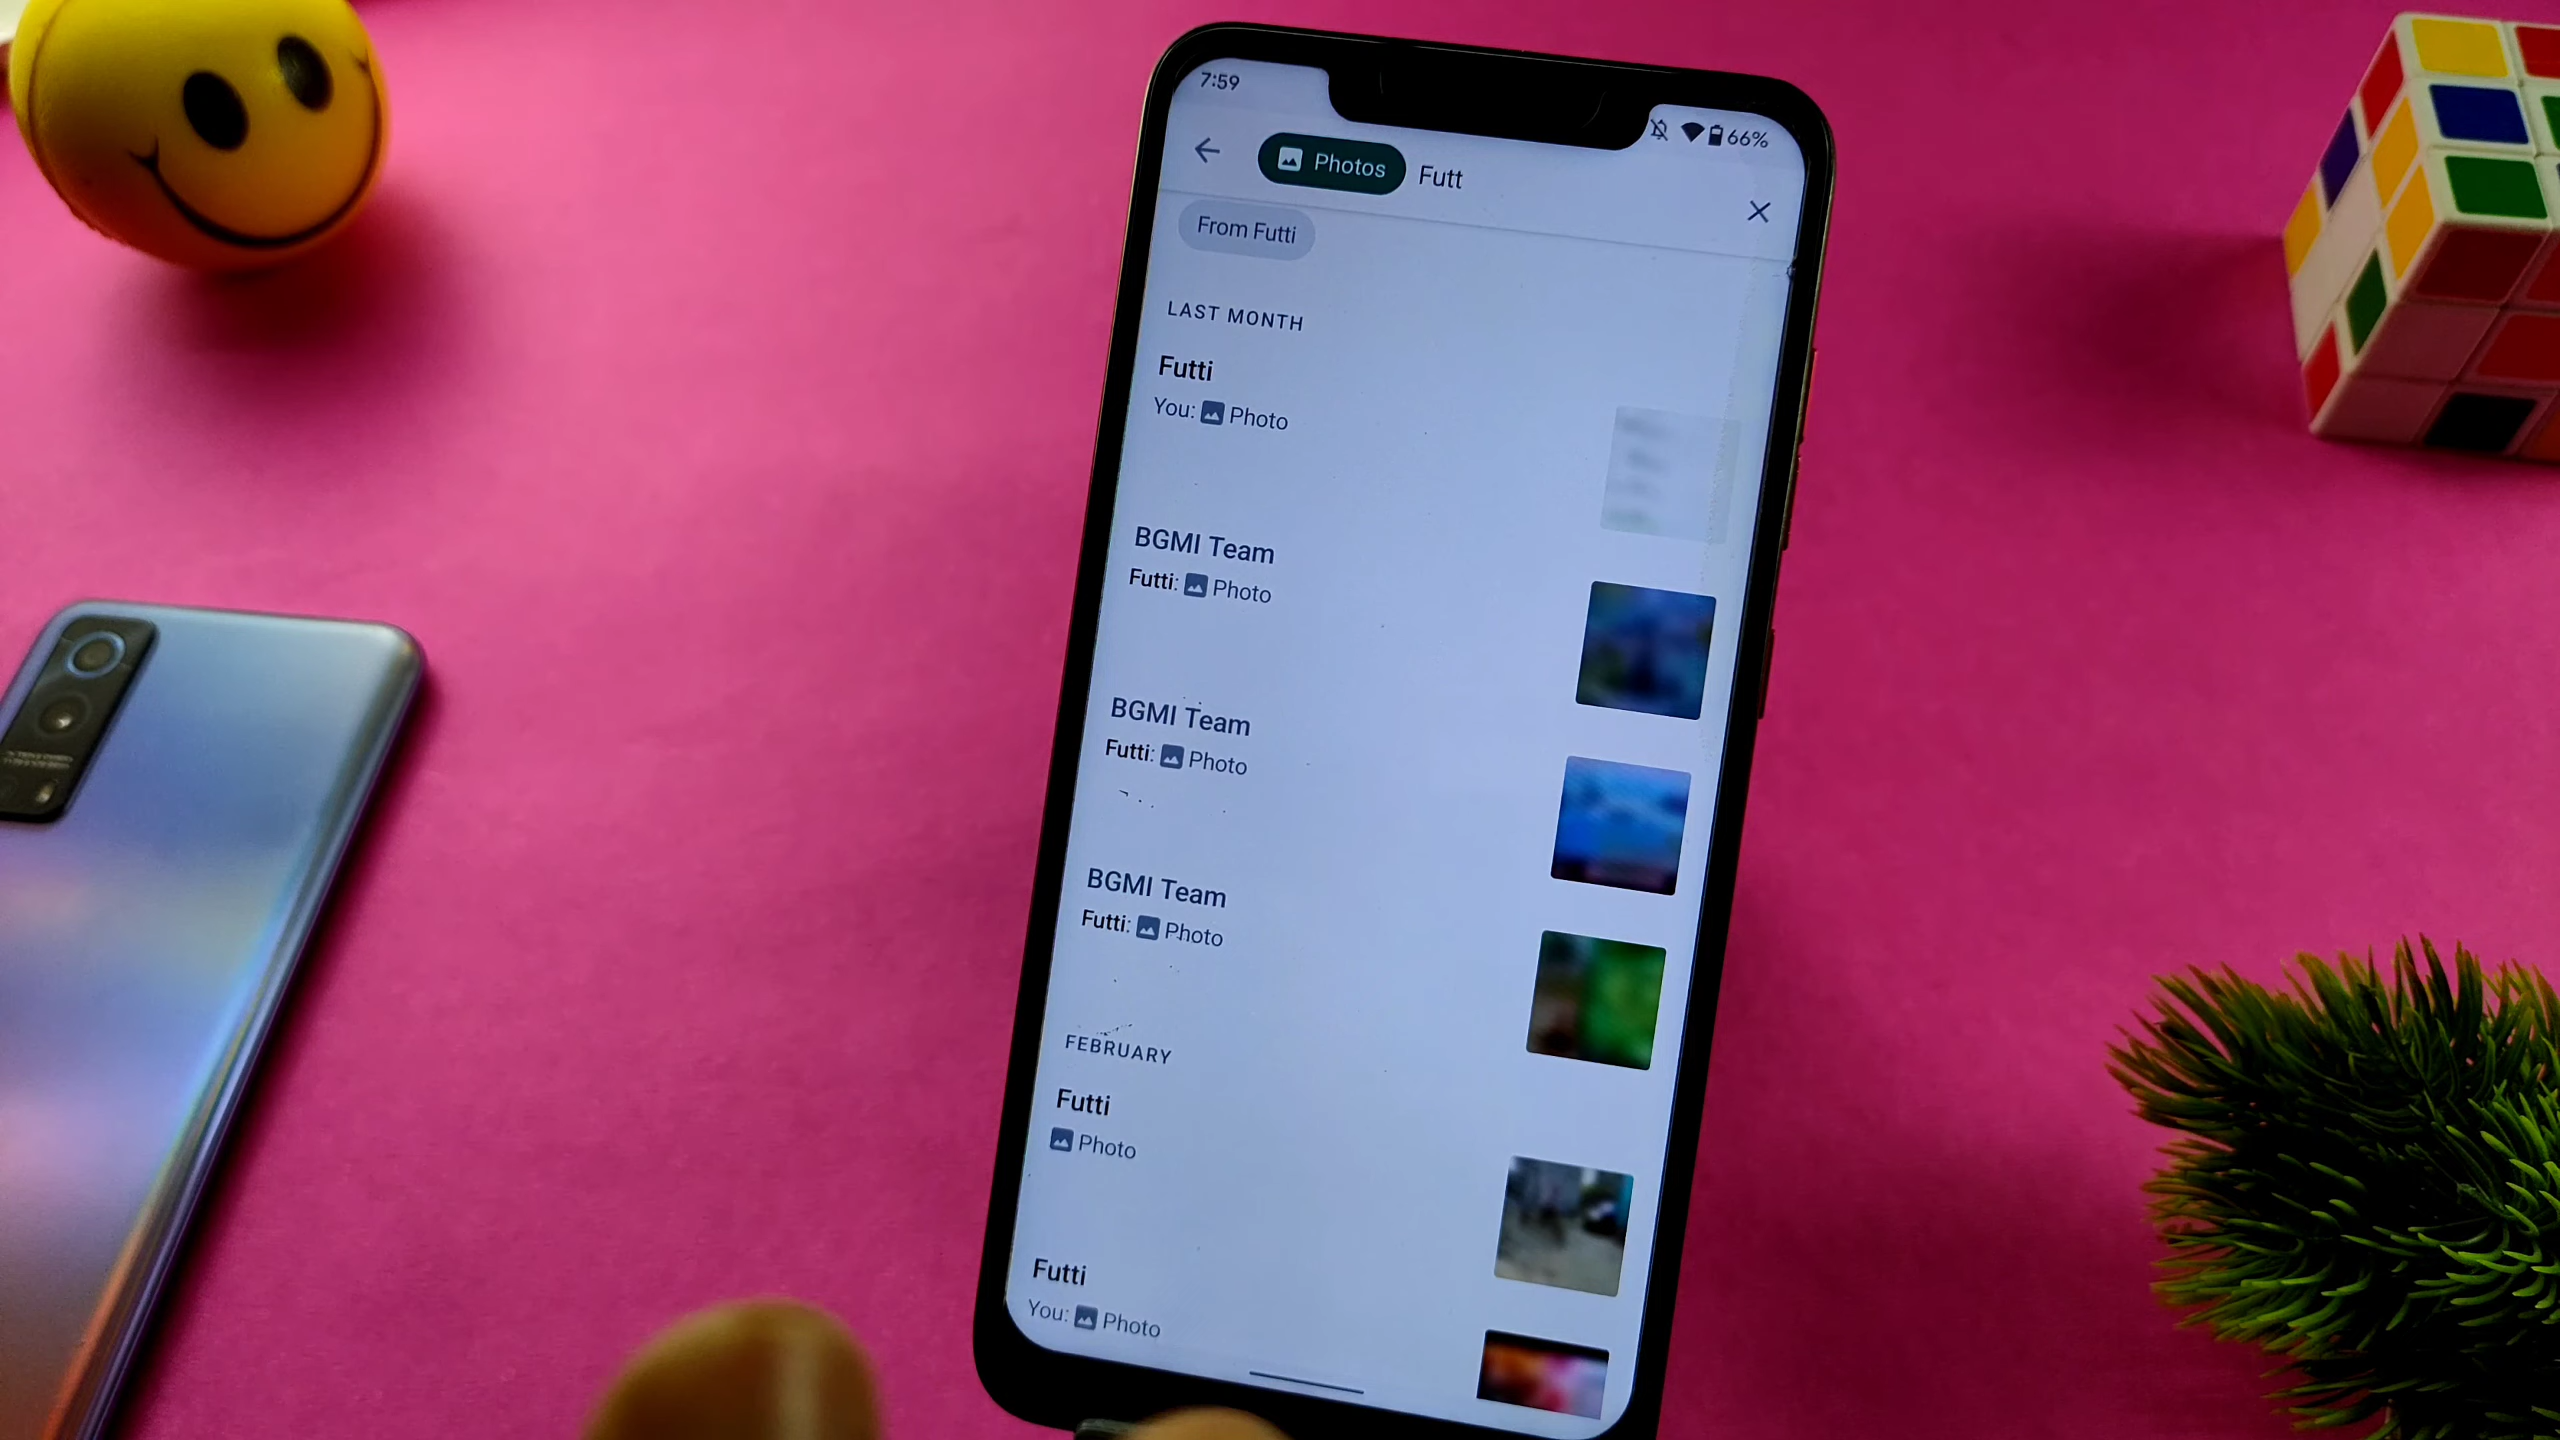 7:59
66%
Photos Futt
From Futti
LAST MONTH
Futti
You: Photo
BGMI Team
Futti: Photo
BGMI Team
Futti: Photo
BGMI Team
Futti: Photo
FEBRUARY
Futti
Photo
Futti
You: Photo